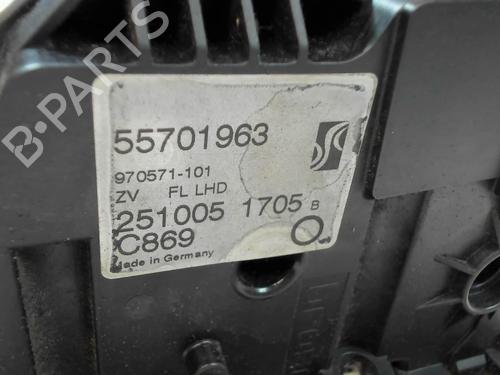 55701963
970571-101
ZV FL LHD
251005 1705 B
C869
Made in Germany
B-PARTS